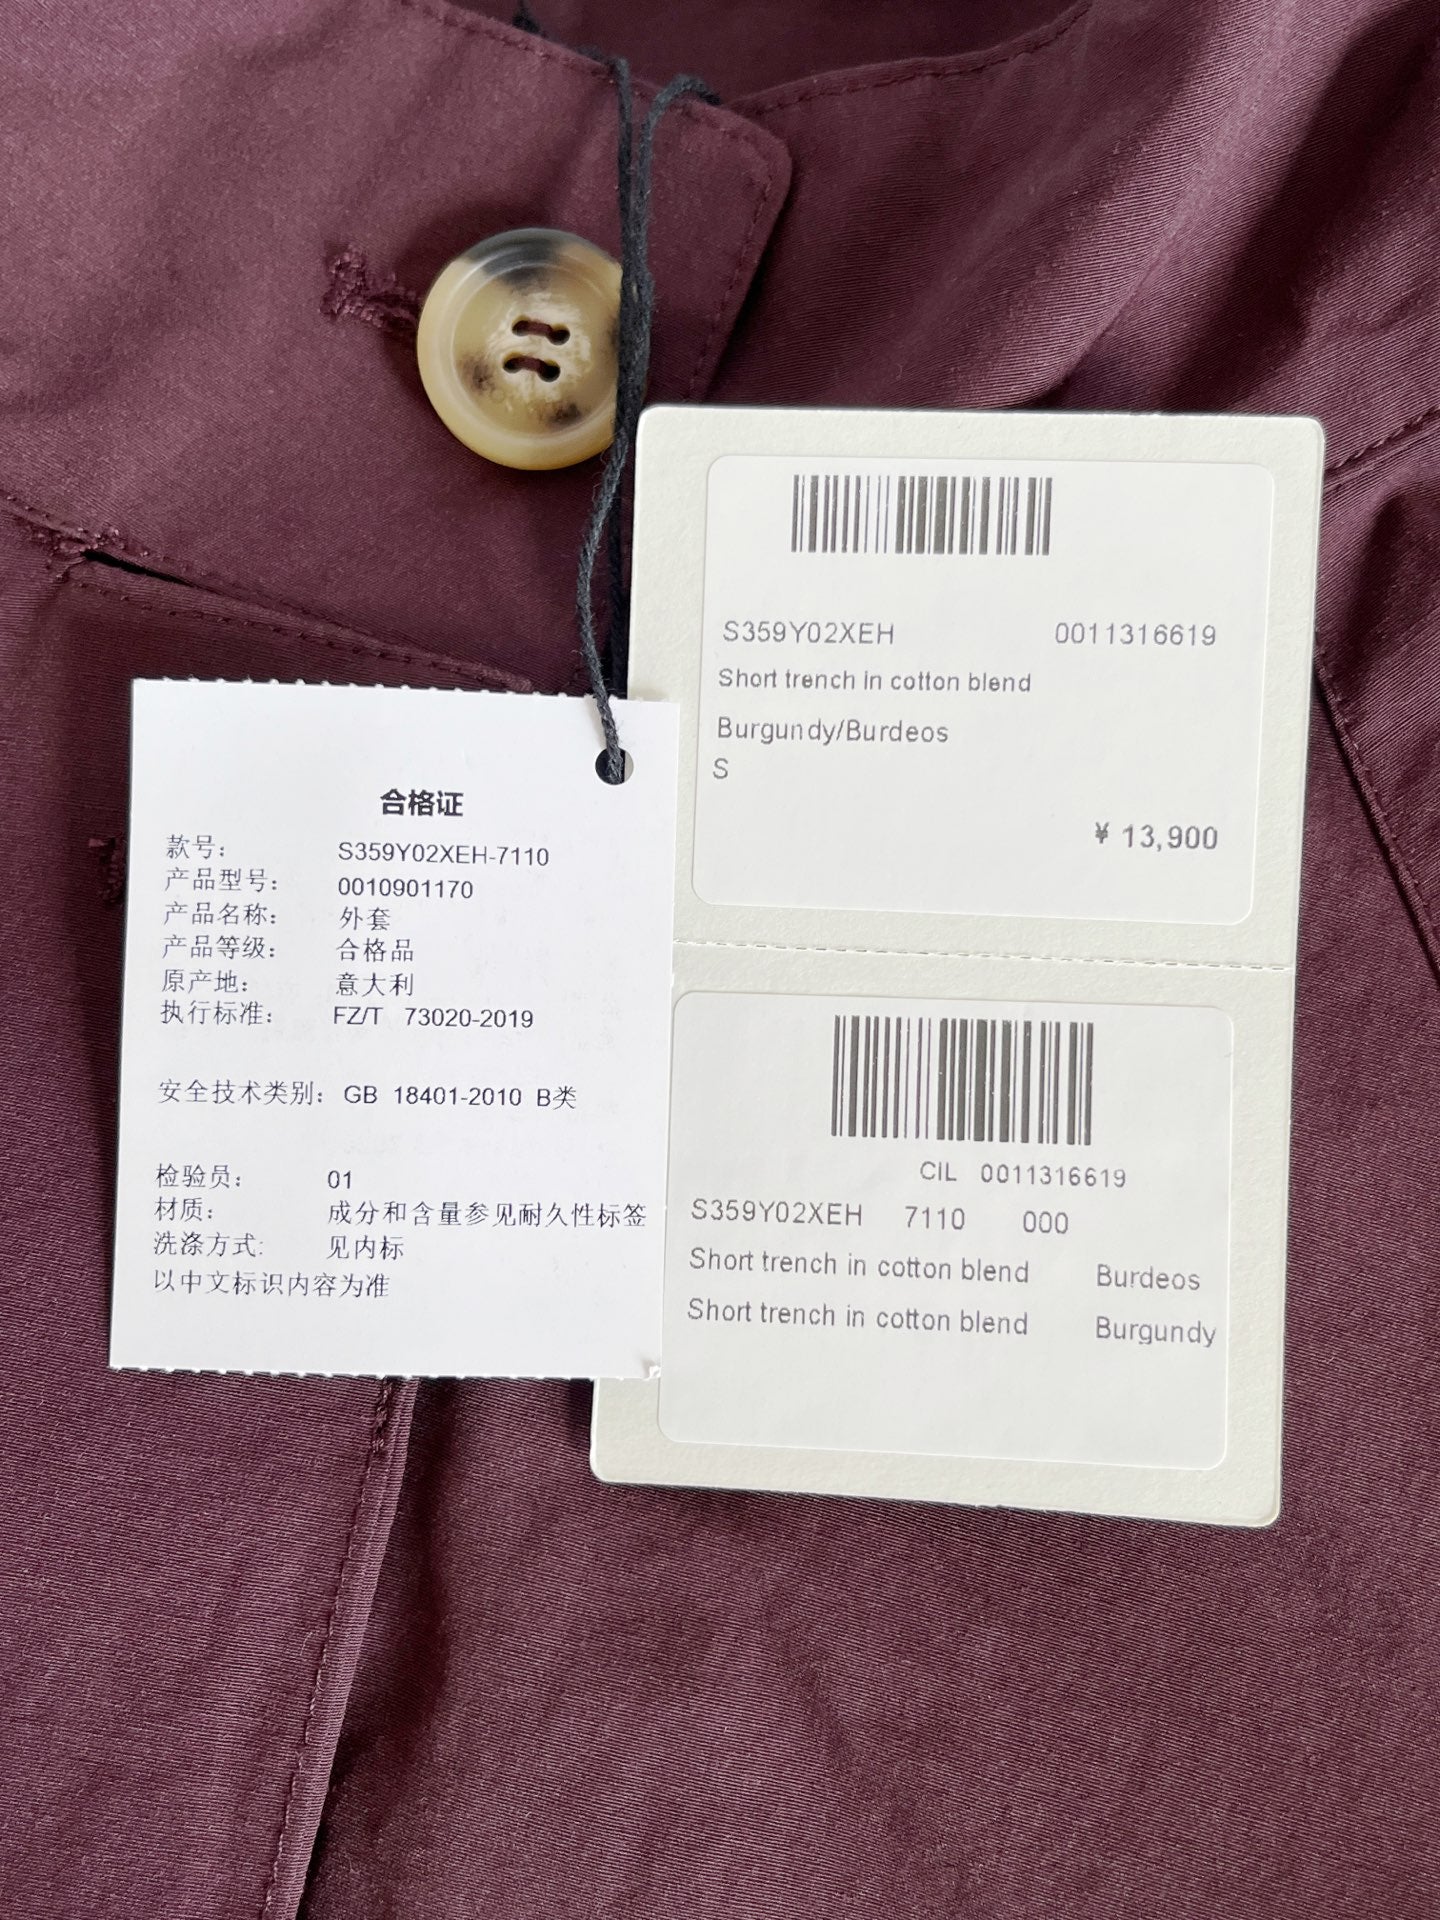 S359Y02XEH 0011316619
Short trench in cotton blend
Burgundy/Burdeos
S
¥ 13,900
合格证
款号： S359Y02XEH-7110
产品型号： 0010901170
产品名称： 外套
产品等级： 合格品
原产地： 意大利
执行标准： FZ/T 73020-2019
安全技术类别： GB 18401-2010 B类
检验员： 01
材质： 成分和含量参见耐久性标签
洗涤方式: 见内标
以中文标识内容为准
CIL 0011316619
S359Y02XEH 7110 000
Short trench in cotton blend Burdeos
Short trench in cotton blend Burgundy